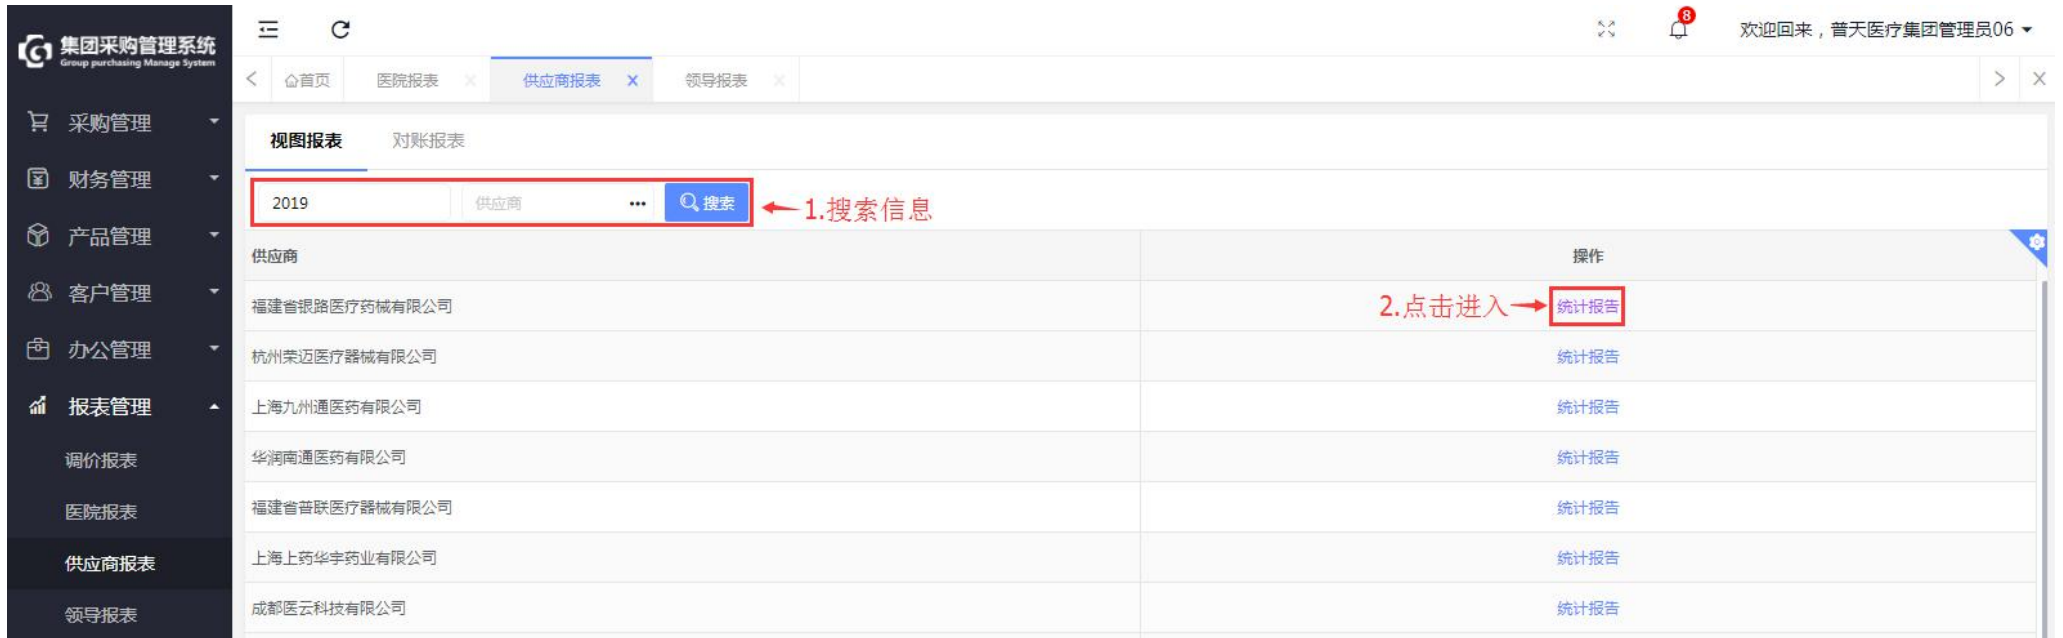 集团采购管理系统
Group purchasing Manage System
8
欢迎回来，普天医疗集团管理员06
首页 医院报表 供应商报表 领导报表
采购管理
财务管理
产品管理
客户管理
办公管理
报表管理
调价报表
医院报表
供应商报表
领导报表
视图报表 对账报表
2019 供应商 ••• 搜索 1.搜索信息
供应商 操作
福建省银路医疗药械有限公司 2.点击进入 统计报告
杭州荣迈医疗器械有限公司 统计报告
上海九州通医药有限公司 统计报告
华润南通医药有限公司 统计报告
福建省普联医疗器械有限公司 统计报告
上海上药华宇药业有限公司 统计报告
成都医云科技有限公司 统计报告